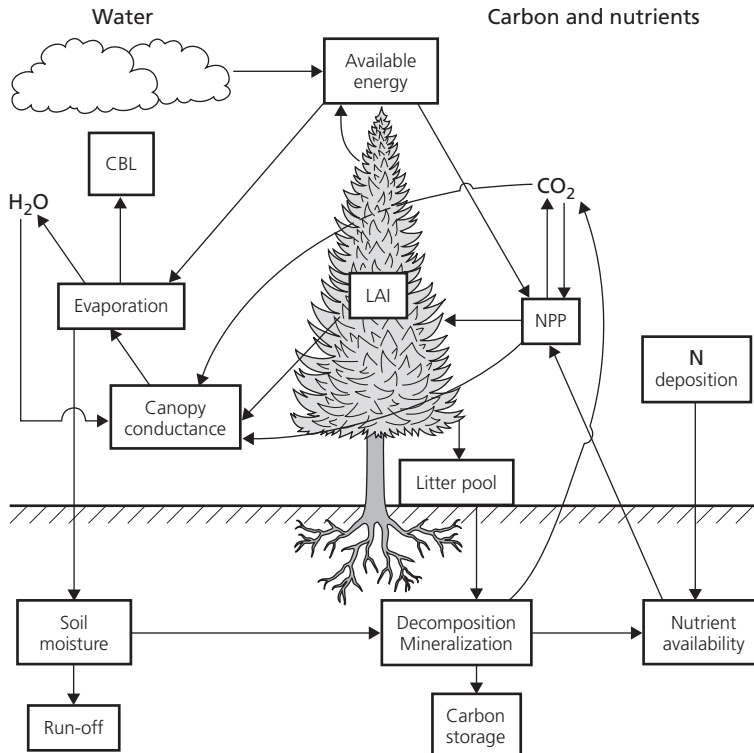 Water
Carbon and nutrients
Available
energy
CBL
H₂O
CO₂
Evaporation
LAI
NPP
N
deposition
Canopy
conductance
Litter pool
Soil
moisture
Decomposition
Mineralization
Nutrient
availability
Run-off
Carbon
storage